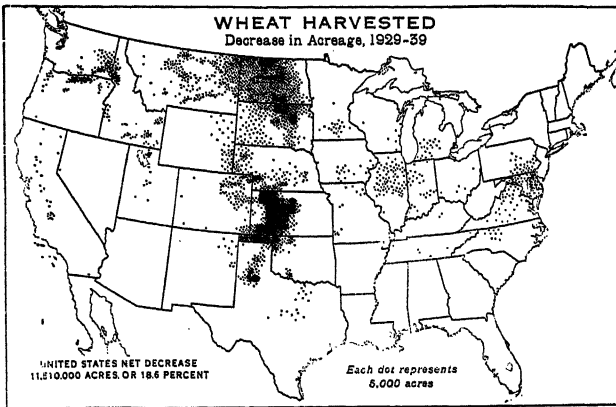 WHEAT HARVESTED
Decrease in Acreage, 1929-39
UNITED STATES NET DECREASE
11,510,000 ACRES, OR 18.6 PERCENT
Each dot represents
5,000 acres